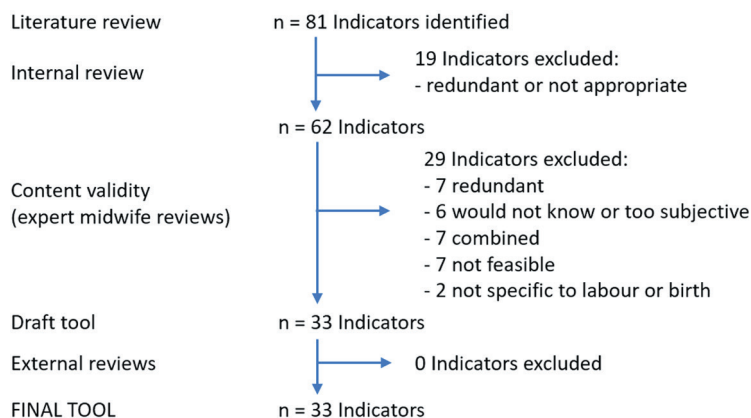 Literature review
n = 81 Indicators identified
Internal review
19 Indicators excluded:
- redundant or not appropriate
n = 62 Indicators
Content validity
(expert midwife reviews)
29 Indicators excluded:
- 7 redundant
- 6 would not know or too subjective
- 7 combined
- 7 not feasible
- 2 not specific to labour or birth
Draft tool
n = 33 Indicators
External reviews
0 Indicators excluded
FINAL TOOL
n = 33 Indicators